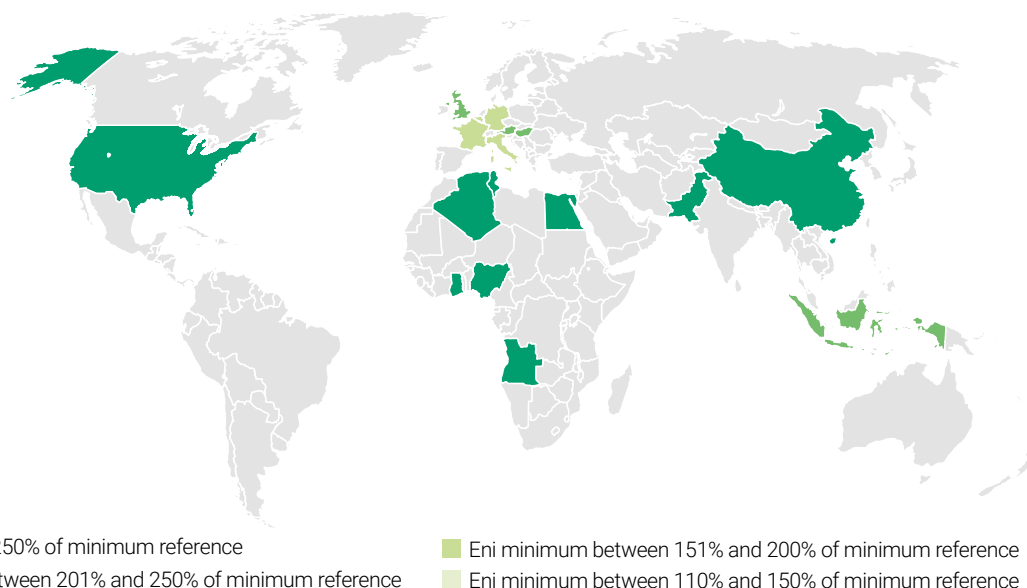 250% of minimum reference
between 201% and 250% of minimum reference
Eni minimum between 151% and 200% of minimum reference
Eni minimum between 110% and 150% of minimum reference